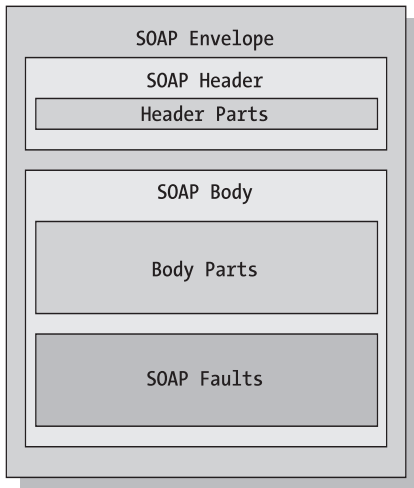 SOAP Envelope
SOAP Header
Header Parts
SOAP Body
Body Parts
SOAP Faults